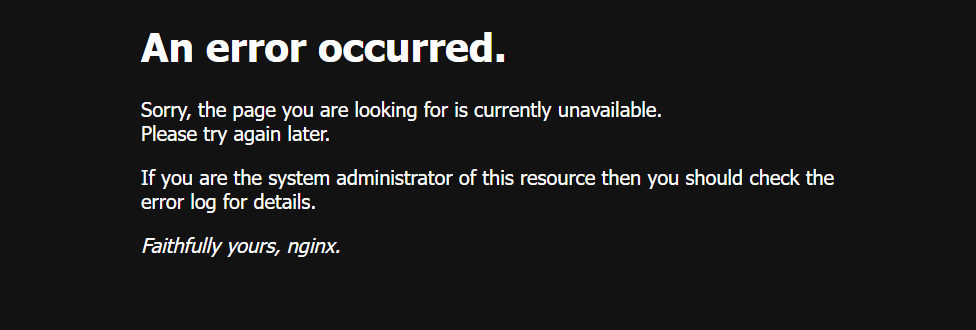 An error occurred.
Sorry, the page you are looking for is currently unavailable.
Please try again later.
If you are the system administrator of this resource then you should check the
error log for details.
Faithfully yours, nginx.